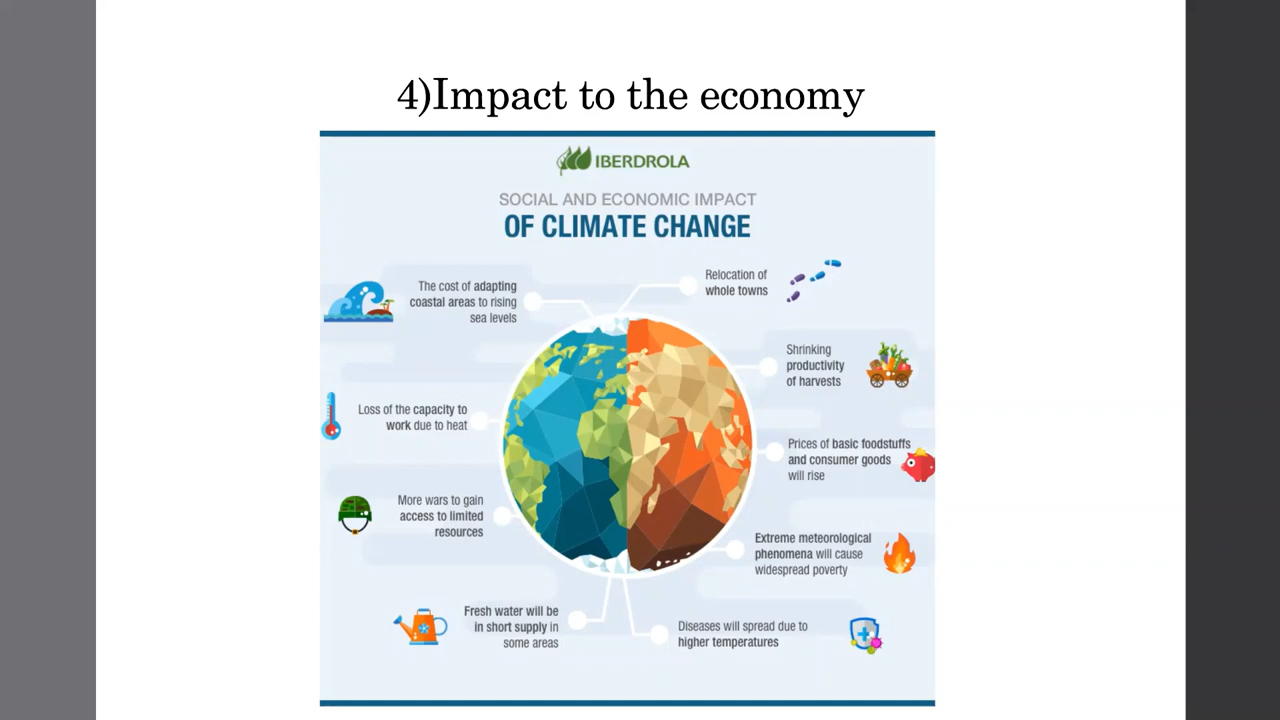 4)Impact to the economy
IBERDROLA
SOCIAL AND ECONOMIC IMPACT
OF CLIMATE CHANGE
The cost of adapting
coastal areas to rising
sea levels
Relocation of
whole towns
Shrinking
productivity
of harvests
Loss of the capacity to
work due to heat
Prices of basic foodstuffs
and consumer goods
will rise
More wars to gain
access to limited
resources
Extreme meteorological
phenomena will cause
widespread poverty
Fresh water will be
in short supply in
some areas
Diseases will spread due to
higher temperatures